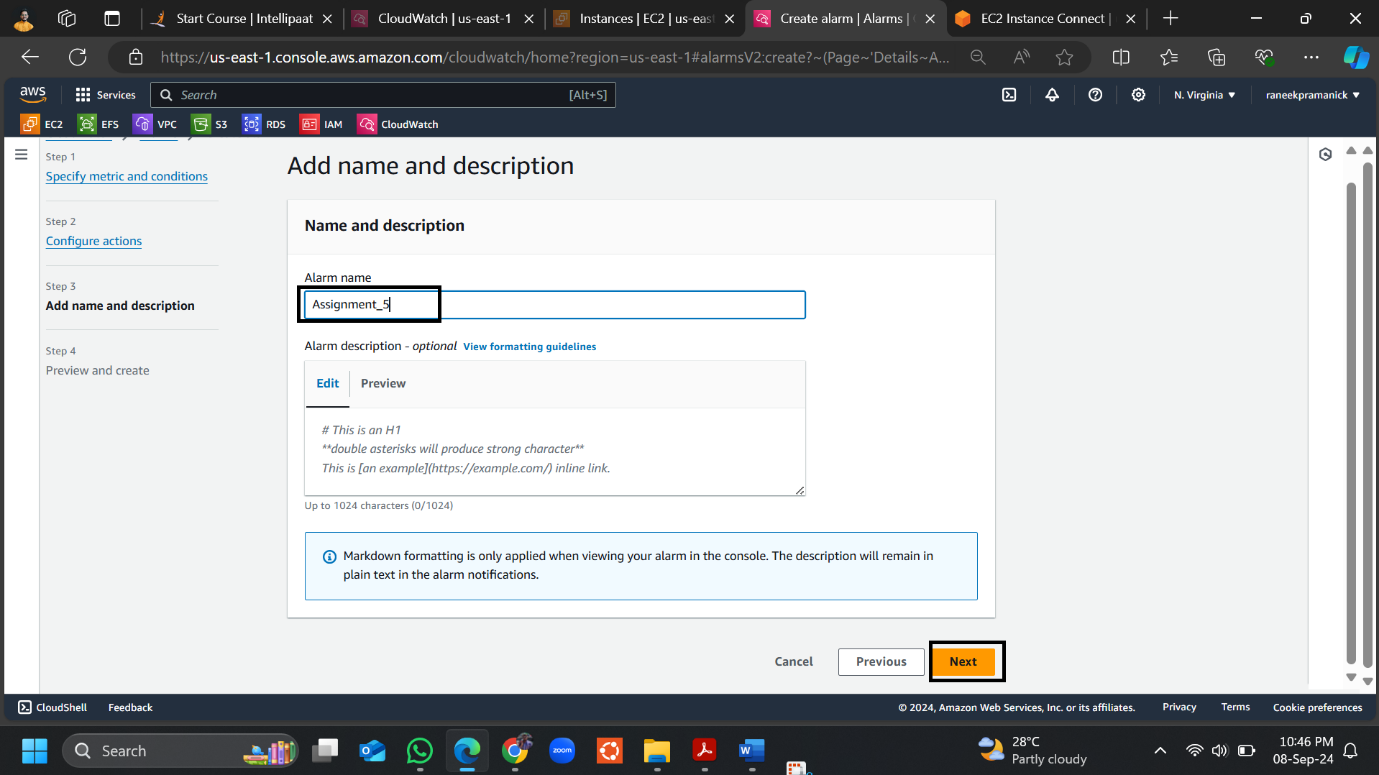 Start Course | Intellipaat
CloudWatch | us-east-1
Instances | EC2 | us-east
Create alarm | Alarms |
EC2 Instance Connect |
https://us-east-1.console.aws.amazon.com/cloudwatch/home?region=us-east-1#alarmsV2:create?~(Page~'Details~A...
aws
Services
Search
[Alt+S]
N. Virginia
raneekpramanick
EC2
EFS
VPC
S3
RDS
IAM
CloudWatch
Step 1
Specify metric and conditions
Step 2
Configure actions
Step 3
Add name and description
Step 4
Preview and create
Add name and description
Name and description
Alarm name
Assignment_5
Alarm description - optional View formatting guidelines
Edit
Preview
# This is an H1
**double asterisks will produce strong character**
This is [an example](https://example.com/) inline link.
Up to 1024 characters (0/1024)
Markdown formatting is only applied when viewing your alarm in the console. The description will remain in
plain text in the alarm notifications.
Cancel
Previous
Next
CloudShell
Feedback
© 2024, Amazon Web Services, Inc. or its affiliates.
Privacy
Terms
Cookie preferences
Search
zoom
28°C
Partly cloudy
10:46 PM
08-Sep-24